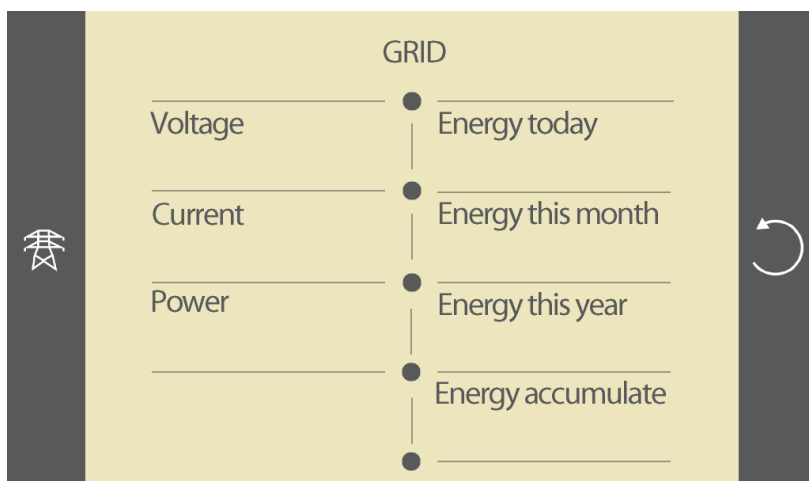 GRID
Voltage
Energy today
Current
Energy this month
Power
Energy this year
Energy accumulate